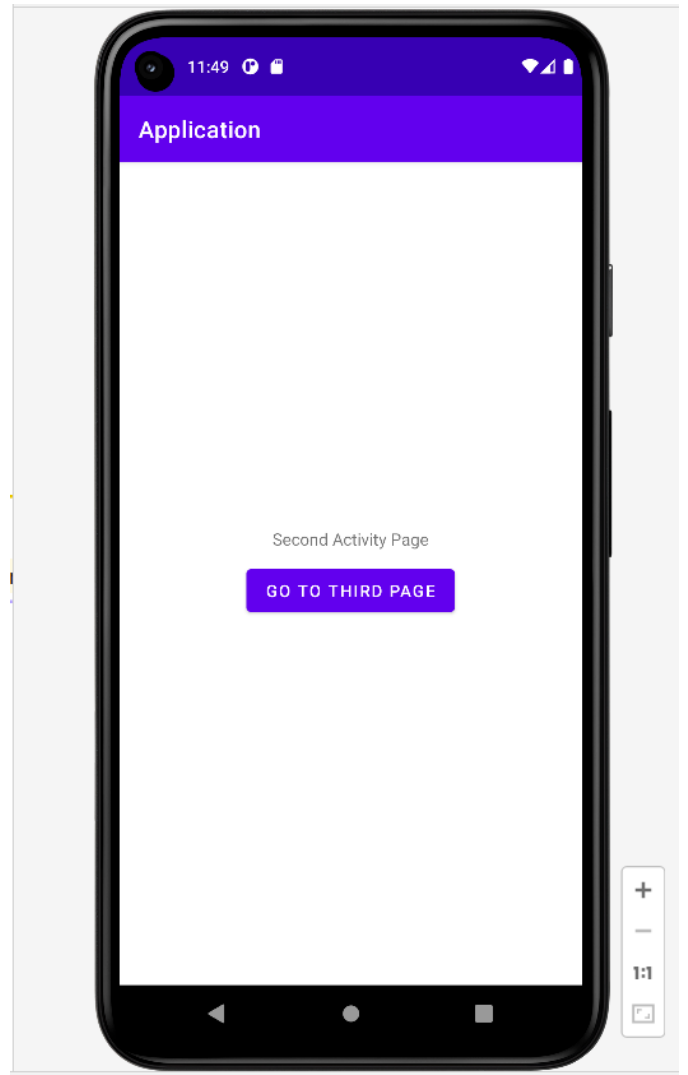 11:49
Application
Second Activity Page
GO TO THIRD PAGE
1:1